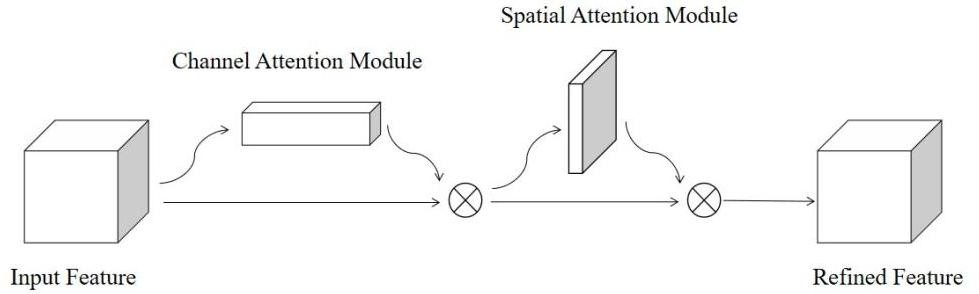 Spatial Attention Module
Channel Attention Module
Input Feature
Refined Feature